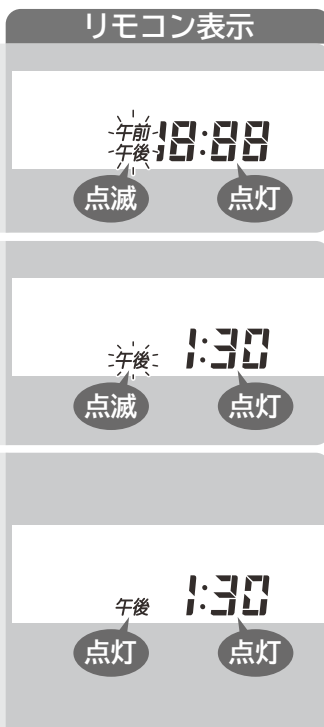 リモコン表示
午前
午後
18:88
点滅
点灯
午後 1:30
点滅
点灯
午後 1:30
点灯
点灯